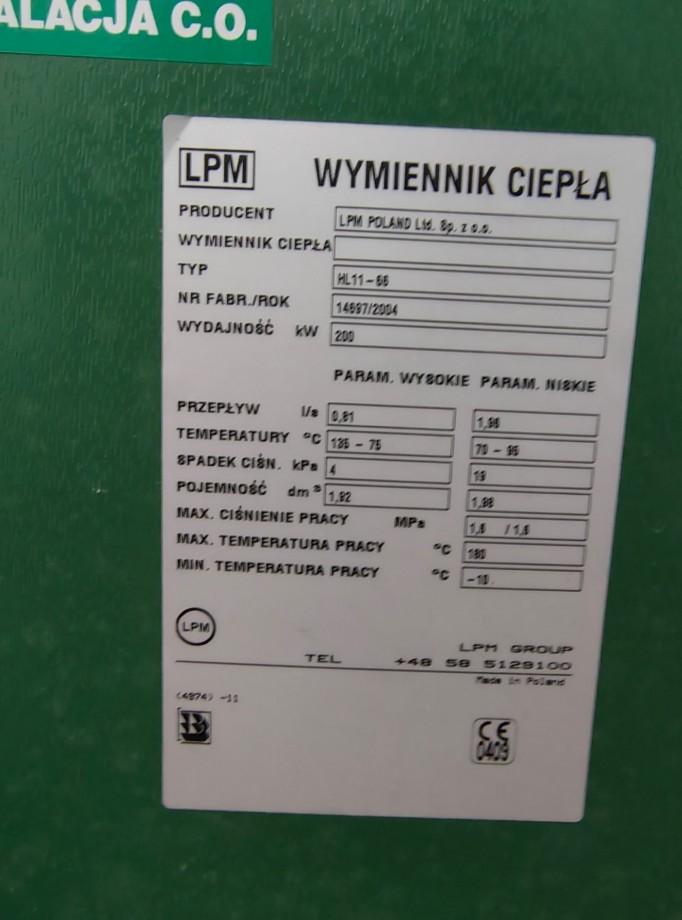 ALACJA C.O.
LPM WYMIENNIK CIEPŁA
PRODUCENT LPM POLAND Ltd. Sp. z o.o.
WYMIENNIK CIEPŁA
TYP HL11-66
NR FABR./ROK 14697/2004
WYDAJNOŚĆ kW 200
PARAM. WYSOKIE PARAM. NISKIE
PRZEPŁYW l/s 0,81 1,96
TEMPERATURY °C 135 - 75 70 - 95
SPADEK CIŚN. kPa 4 19
POJEMNOŚĆ dm³ 1,92 1,98
MAX. CIŚNIENIE PRACY MPa 1,6 / 1,6
MAX. TEMPERATURA PRACY °C 180
MIN. TEMPERATURA PRACY °C -10
LPM LPM GROUP
TEL +48 58 5129100
Made in Poland
(4974) -11
B CE
0409